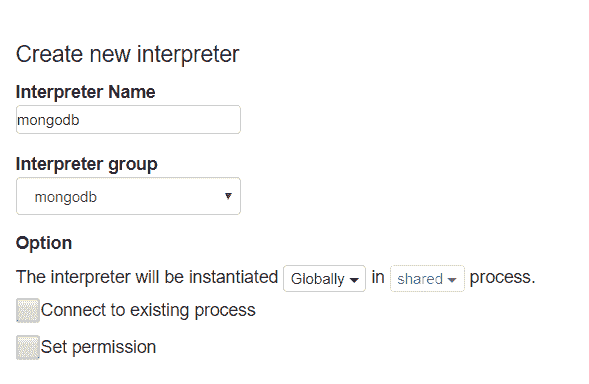 Create new interpreter
Interpreter Name
mongodb
Interpreter group
mongodb
Option
The interpreter will be instantiated Globally in shared process.
Connect to existing process
Set permission